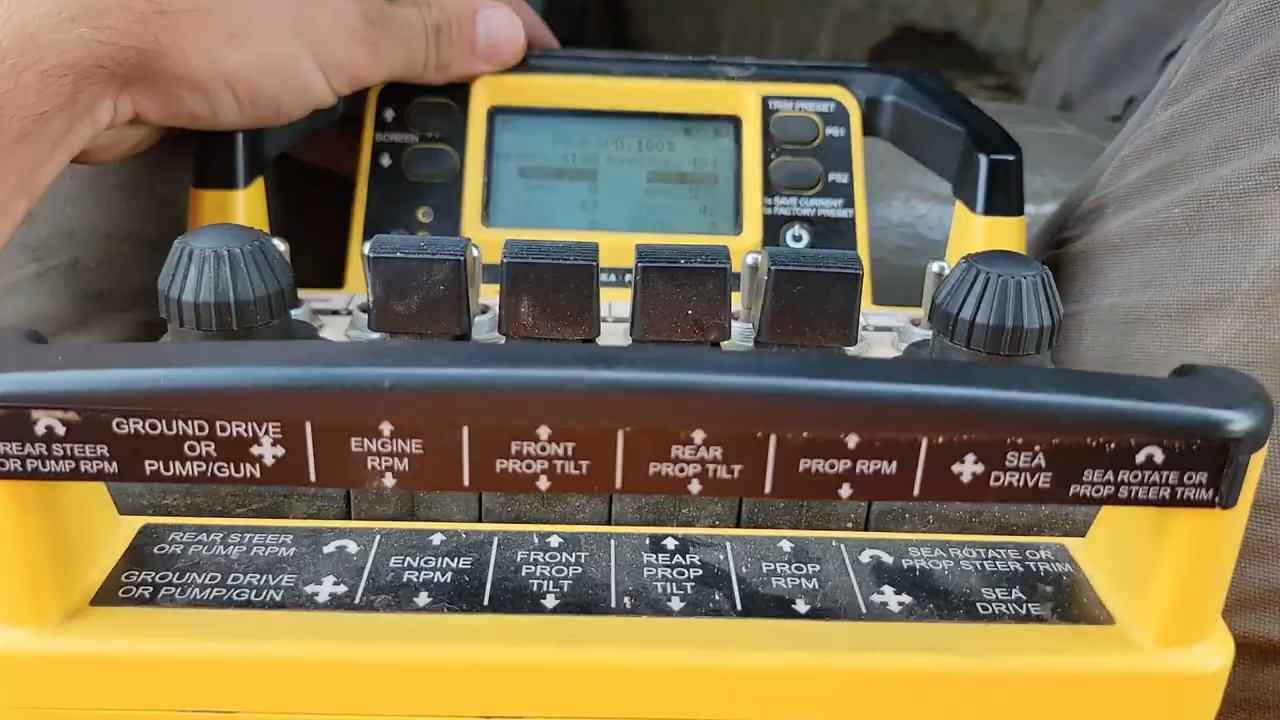 SCREEN
TRIM PRESET
PS1
PS2
SAVE CURRENT
FACTORY PRESET
100%
REAR STEER
OR PUMP RPM
GROUND DRIVE
OR
PUMP/GUN
ENGINE
RPM
FRONT
PROP TILT
REAR
PROP TILT
PROP RPM
SEA
DRIVE
SEA ROTATE OR
PROP STEER TRIM
REAR STEER
OR PUMP RPM
GROUND DRIVE
OR PUMP/GUN
ENGINE
RPM
FRONT
PROP
TILT
REAR
PROP
TILT
PROP
RPM
SEA ROTATE OR
PROP STEER TRIM
SEA
DRIVE